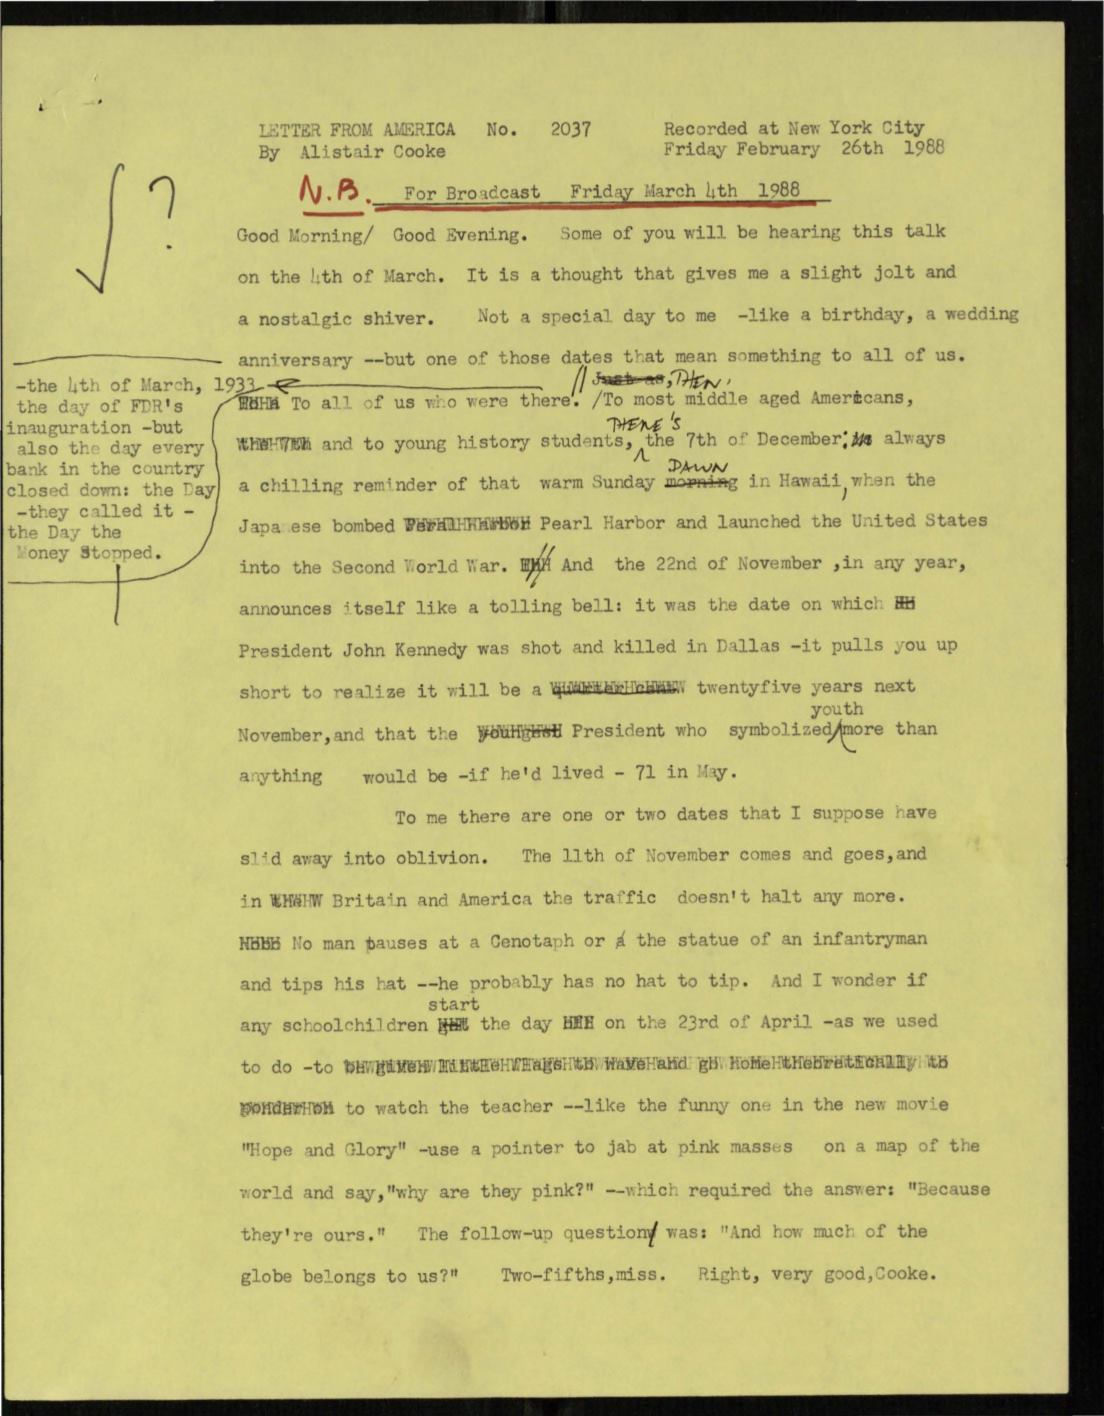 LETTER FROM AMERICA No. 2037 Recorded at New York City
By Alistair Cooke Friday February 26th 1988
N.B. For Broadcast Friday March 4th 1988
√ ?
Good Morning/ Good Evening. Some of you will be hearing this talk
on the 4th of March. It is a thought that gives me a slight jolt and
a nostalgic shiver. Not a special day to me -like a birthday, a wedding
anniversary --but one of those dates that mean something to all of us.
-the 4th of March, 1933
the day of FDR's
inauguration -but
also the day every
bank in the country
closed down: the Day
-they called it -
the Day the
Money Stopped.
// Just as, THEN,
To all of us who were there. /To most middle aged Americans,
THERE'S
and to young history students, the 7th of December: always
DAWN
a chilling reminder of that warm Sunday morning in Hawaii, when the
Japanese bombed Peral Harbor Pearl Harbor and launched the United States
into the Second World War. // And the 22nd of November ,in any year,
announces itself like a tolling bell: it was the date on which
President John Kennedy was shot and killed in Dallas -it pulls you up
short to realize it will be a twentyfive years next
youth
November,and that the youngest President who symbolized more than
anything would be -if he'd lived - 71 in May.
To me there are one or two dates that I suppose have
slid away into oblivion. The 11th of November comes and goes,and
in Britain and America the traffic doesn't halt any more.
No man pauses at a Cenotaph or a the statue of an infantryman
and tips his hat --he probably has no hat to tip. And I wonder if
start
any schoolchildren the day on the 23rd of April -as we used
to do -to be given little flags to wave and go home theoretically to
ponder on to watch the teacher --like the funny one in the new movie
"Hope and Glory" -use a pointer to jab at pink masses on a map of the
world and say,"why are they pink?" --which required the answer: "Because
they're ours." The follow-up question was: "And how much of the
globe belongs to us?" Two-fifths,miss. Right, very good,Cooke.